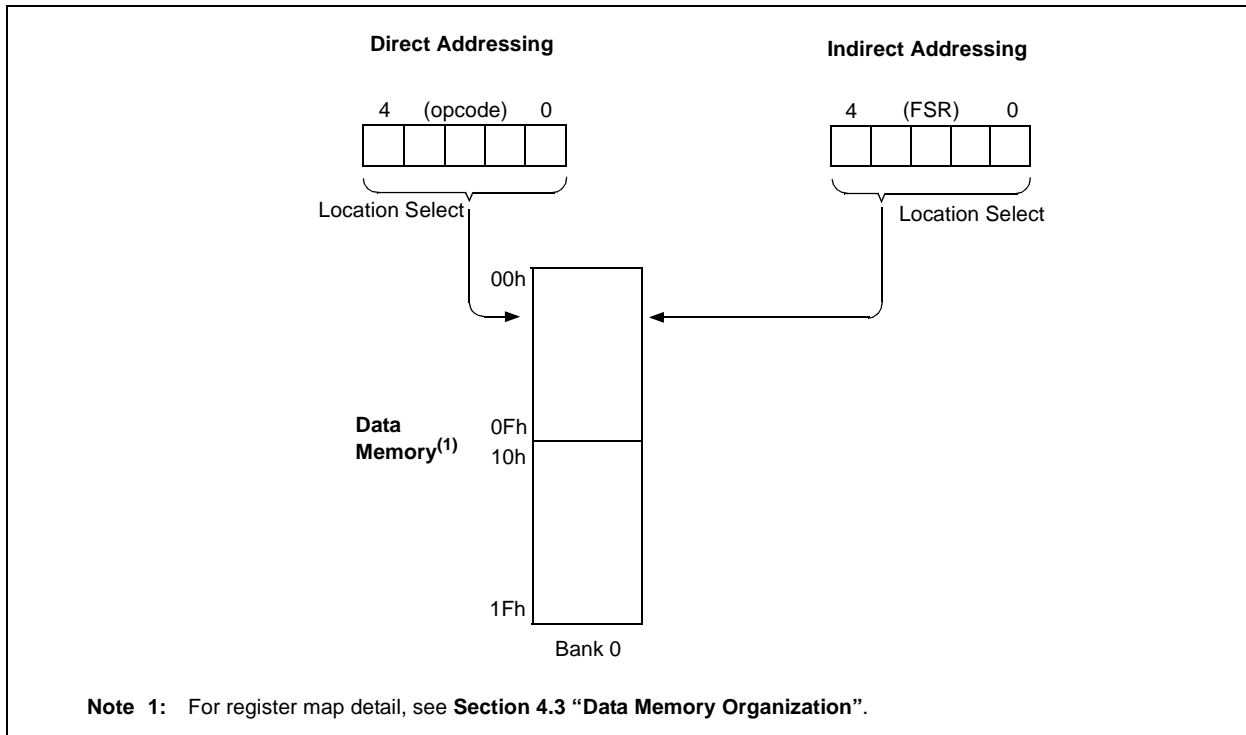 Direct Addressing
Indirect Addressing
4 (opcode) 0
4 (FSR) 0
Location Select
Location Select
00h
Data
Memory(1)
0Fh
10h
1Fh
Bank 0
Note 1: For register map detail, see Section 4.3 “Data Memory Organization”.